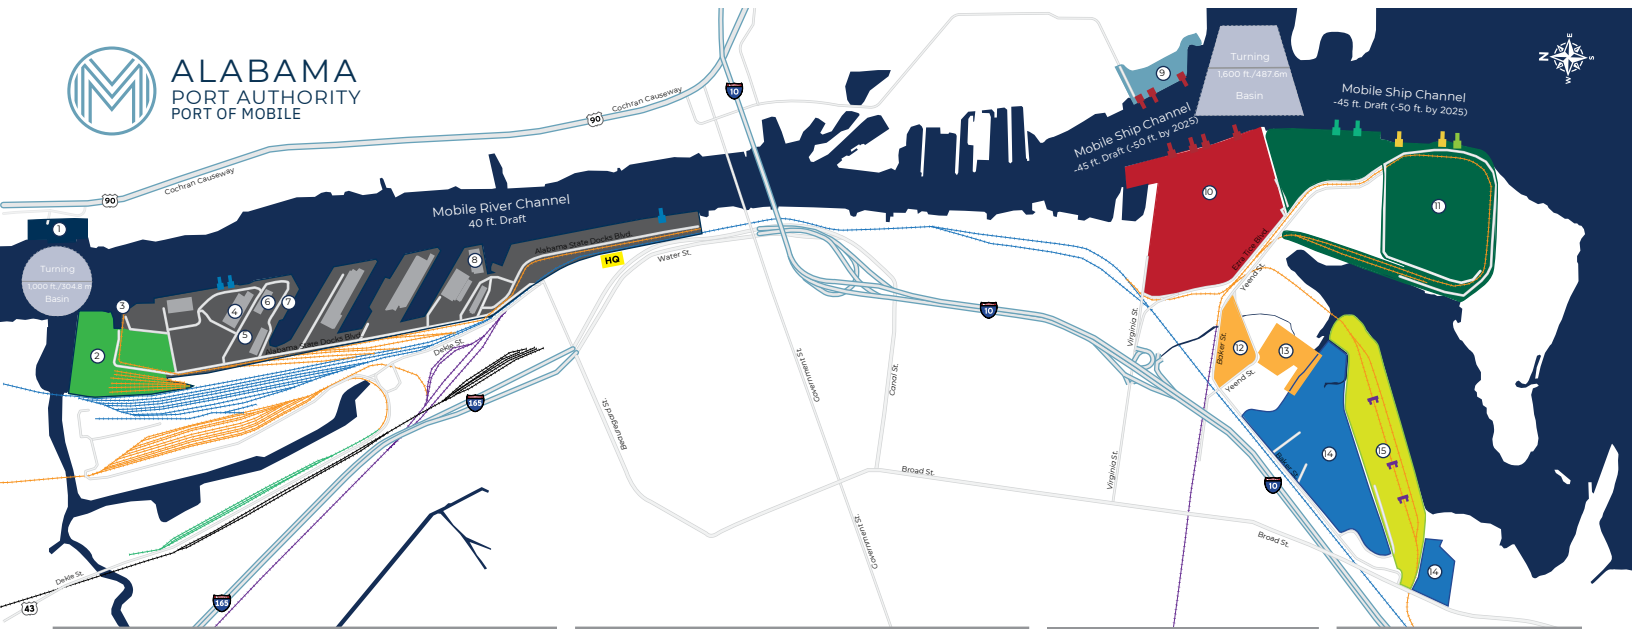 ALABAMA
PORT AUTHORITY
PORT OF MOBILE
90
Cochran Causeway
90
Cochran Causeway
10
9
Turning
1,600 ft./487.6m
Basin
Mobile Ship Channel
-45 ft. Draft (-50 ft. by 2025)
Mobile Ship Channel
-45 ft. Draft (-50 ft. by 2025)
N
E
S
W
1
Turning
1,000 ft./304.8 m
Basin
Mobile River Channel
40 ft. Draft
Alabama State Docks Blvd.
HQ
Water St.
8
3
4
5
6
7
2
Alabama State Docks Blvd.
Dekle St.
10
11
Ezra Trice Blvd.
Yeend St.
10
Virginia St.
Baker St.
12
13
Yeend St.
Government St.
Canal St.
165
Beauregard St.
Broad St.
Virginia St.
Baker St.
14
15
10
Government St.
Broad St.
14
Dekle St.
43
165